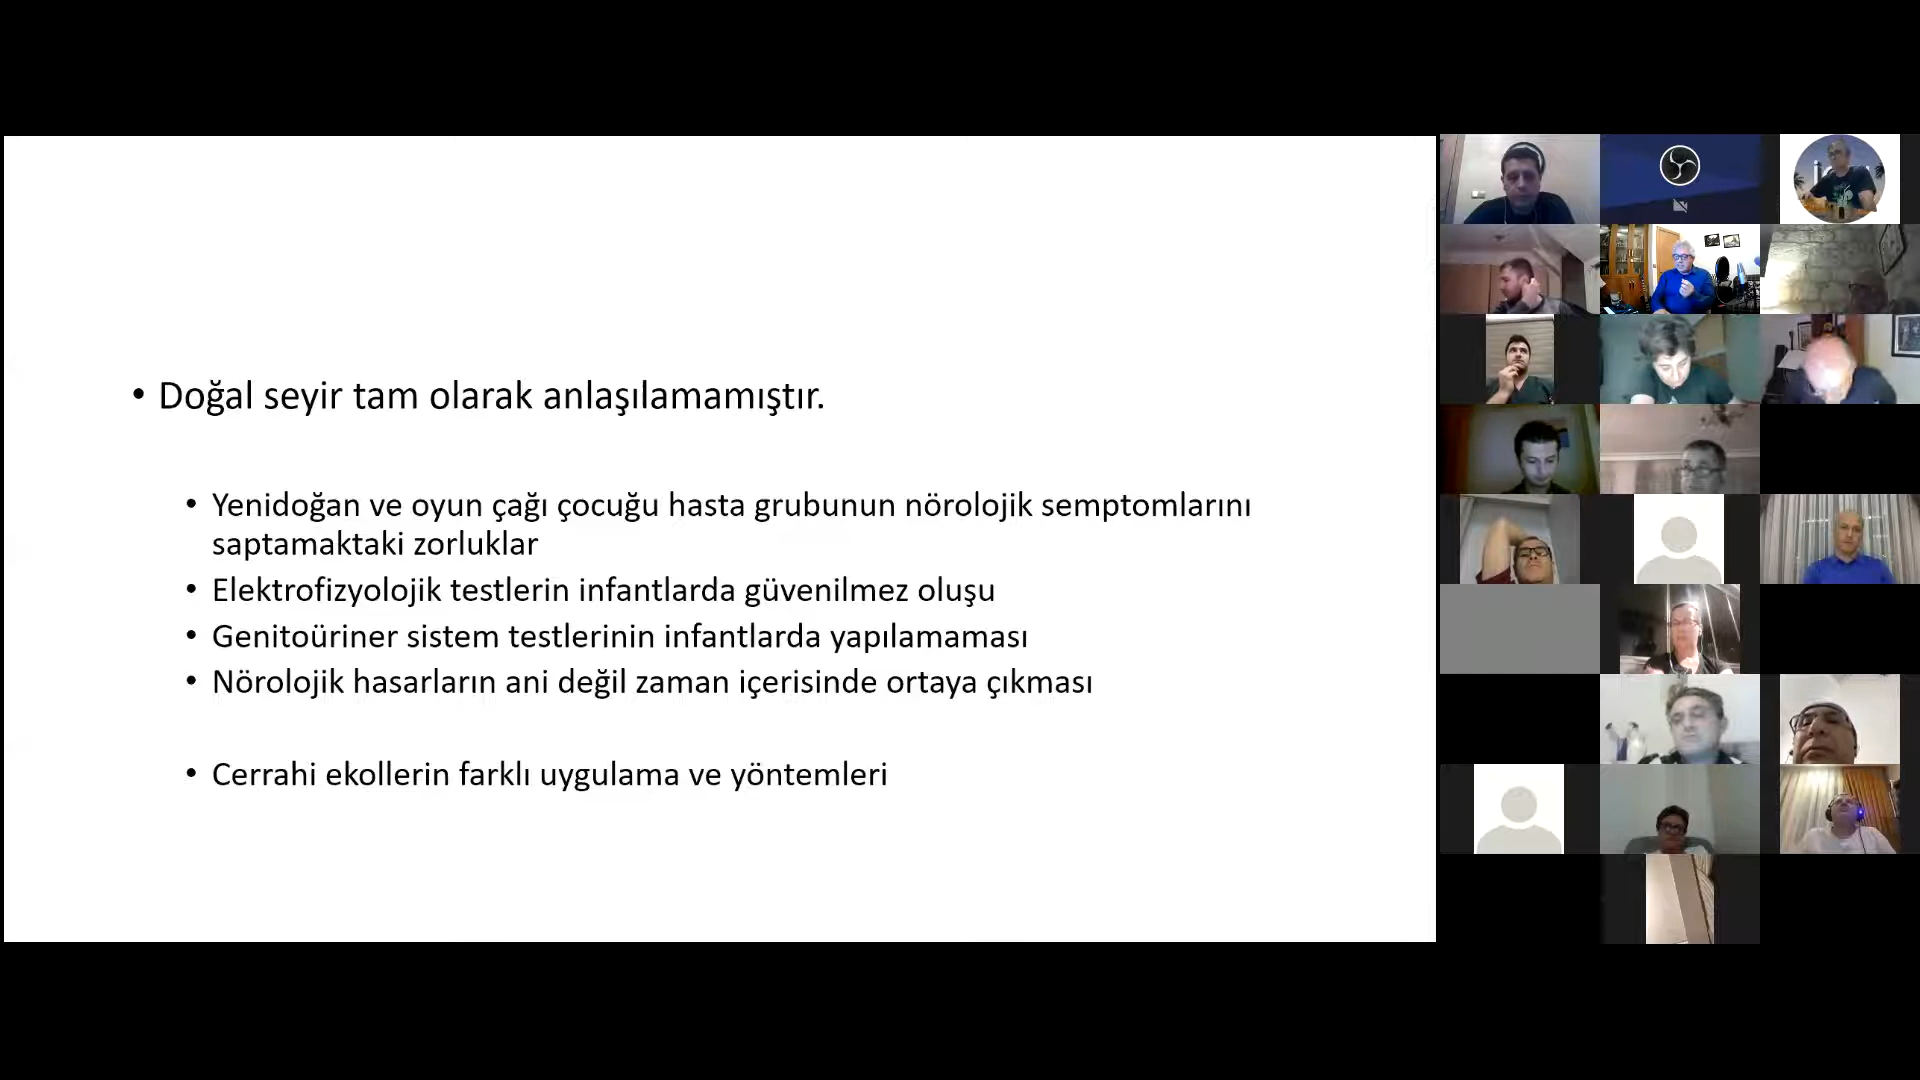 • Doğal seyir tam olarak anlaşılamamıştır.
• Yenidoğan ve oyun çağı çocuğu hasta grubunun nörolojik semptomlarını
saptamaktaki zorluklar
• Elektrofizyolojik testlerin infantlarda güvenilmez oluşu
• Genitoüriner sistem testlerinin infantlarda yapılamaması
• Nörolojik hasarların ani değil zaman içerisinde ortaya çıkması
• Cerrahi ekollerin farklı uygulama ve yöntemleri